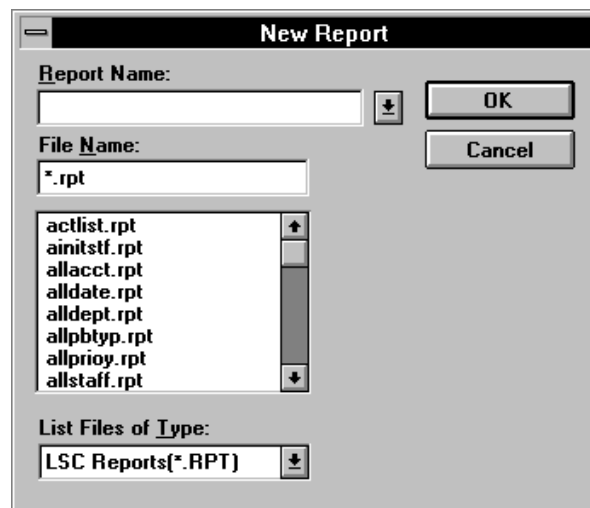 New Report
Report Name:
OK
File Name:
Cancel
*.rpt
actlist.rpt
ainitstf.rpt
allacct.rpt
alldate.rpt
alldept.rpt
allpbtyp.rpt
allprioy.rpt
allstaff.rpt
List Files of Type:
LSC Reports(*.RPT)